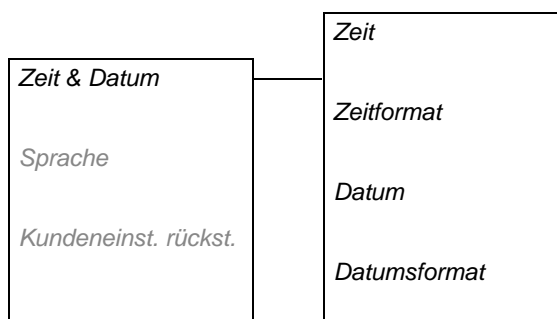 Zeit & Datum
Sprache
Kundeneinst. rückst.
Zeit
Zeitformat
Datum
Datumsformat